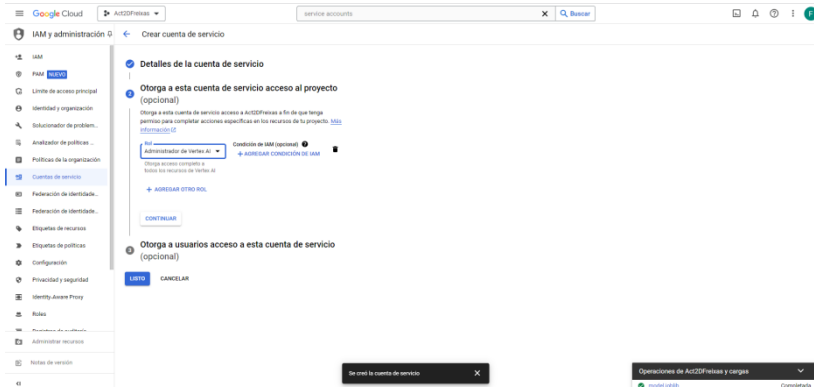 Google Cloud
Act2DFreixas
service accounts
Buscar
F
IAM y administración
Crear cuenta de servicio
IAM
PAM NUEVO
Límite de acceso principal
Identidad y organización
Solucionador de problem...
Analizador de políticas ...
Políticas de la organización
Cuentas de servicio
Federación de identidade...
Federación de identidade...
Etiquetas de recursos
Etiquetas de políticas
Configuración
Privacidad y seguridad
Identity-Aware Proxy
Roles
Administrar recursos
Notas de versión
Detalles de la cuenta de servicio
2
Otorga a esta cuenta de servicio acceso al proyecto
(opcional)
Otorga a esta cuenta de servicio acceso a Act2DFreixas a fin de que tenga
permiso para completar acciones específicas en los recursos de tu proyecto. Más
información
Rol
Administrador de Vertex AI
Condición de IAM (opcional)
+ AGREGAR CONDICIÓN DE IAM
Otorga acceso completo a
todos los recursos de Vertex AI
+ AGREGAR OTRO ROL
CONTINUAR
3
Otorga a usuarios acceso a esta cuenta de servicio
(opcional)
LISTO
CANCELAR
Se creó la cuenta de servicio
Operaciones de Act2DFreixas y cargas
model.joblib
Completada